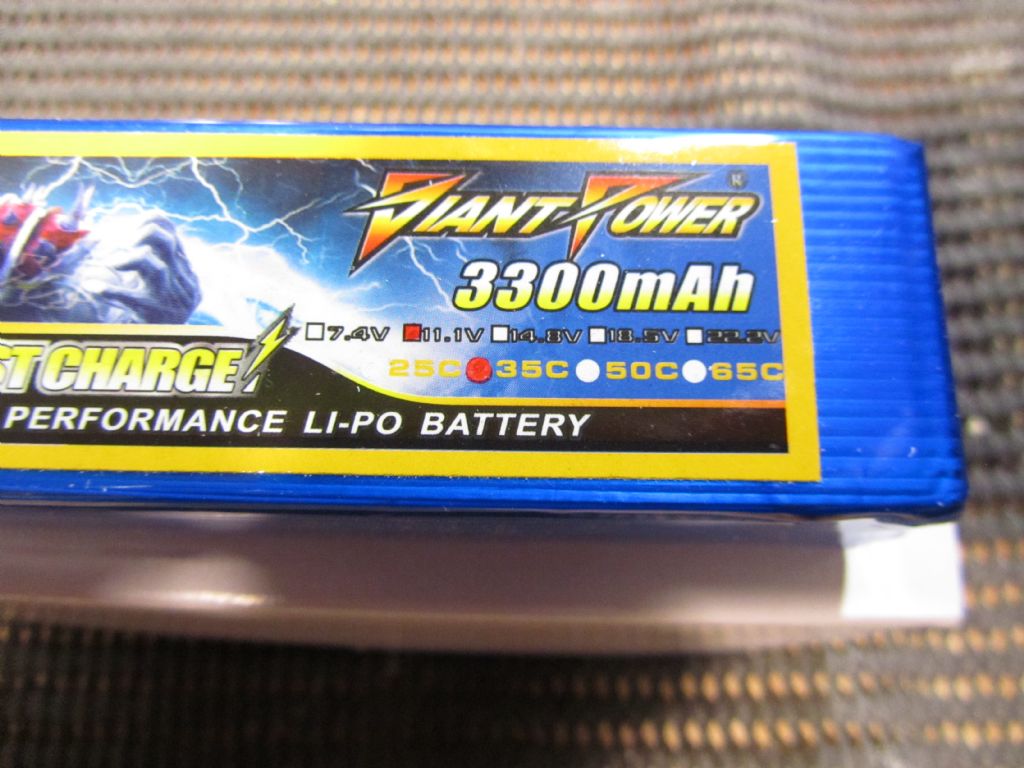 GIANT POWER ®
3300mAh
7.4V 11.1V 14.8V 18.5V 22.2V
ST CHARGE
25C 35C 50C 65C
PERFORMANCE LI-PO BATTERY